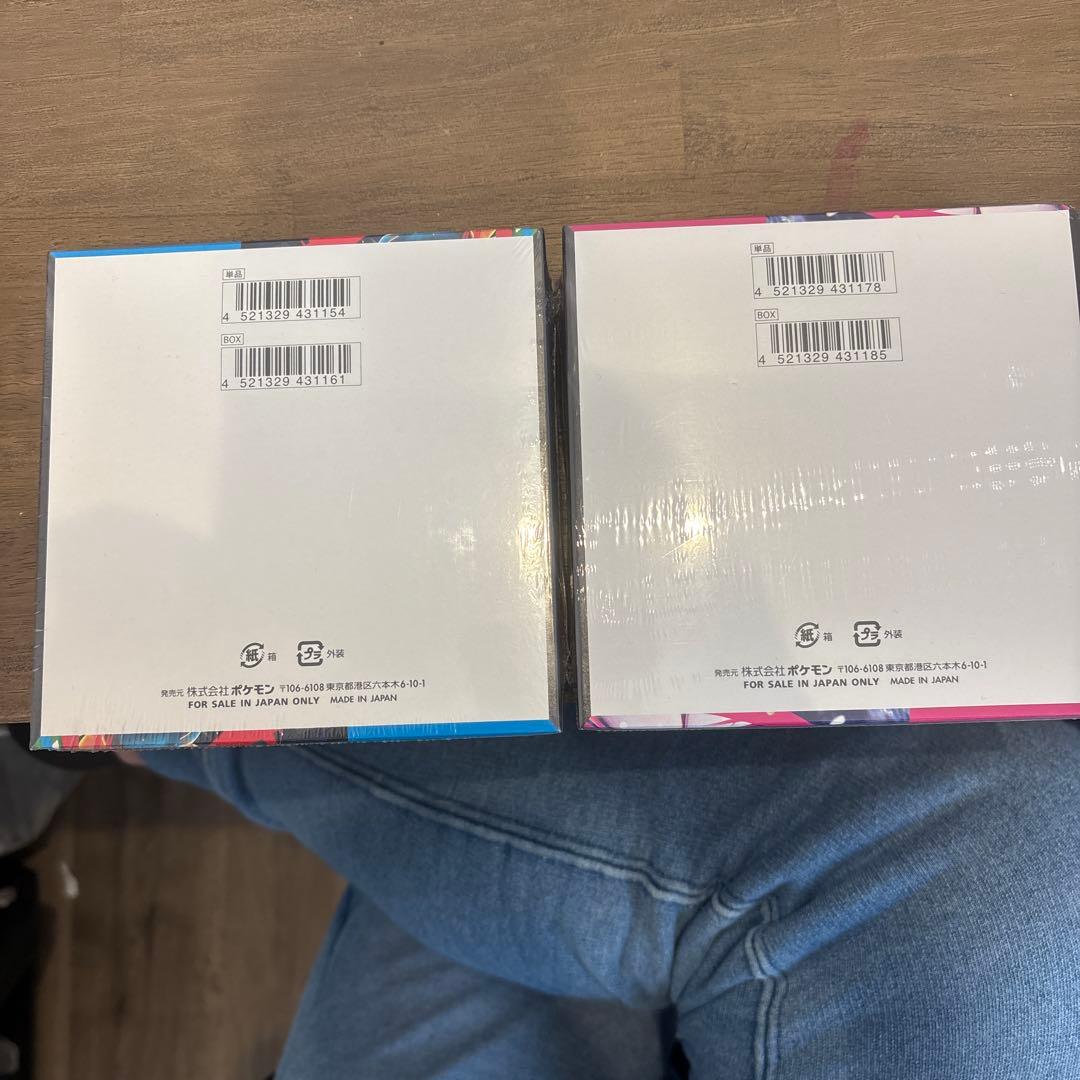 単品
4 521329 431154
BOX
4 521329 431161
紙 箱 プラ 外装
発売元 株式会社ポケモン 〒106-6108 東京都港区六本木6-10-1
FOR SALE IN JAPAN ONLY MADE IN JAPAN
単品
4 521329 431178
BOX
4 521329 431185
紙 箱 プラ 外装
発売元 株式会社ポケモン 〒106-6108 東京都港区六本木6-10-1
FOR SALE IN JAPAN ONLY MADE IN JAPAN